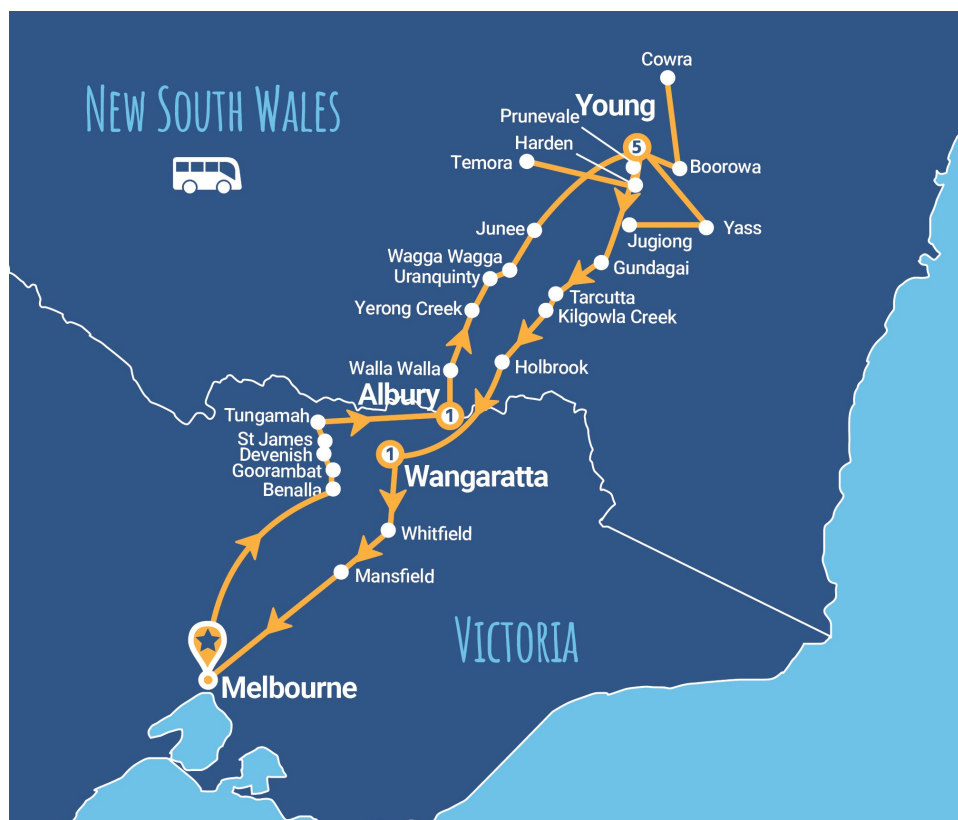 Cowra
Young
NEW SOUTH WALES
Prunevale
5
Harden
Temora
Boorowa
Junee
Jugiong
Yass
Wagga Wagga
Gundagai
Uranquinty
Tarcutta
Yerong Creek
Kilgowla Creek
Walla Walla
Holbrook
Albury
Tungamah
1
St James
Devenish
1
Goorambat
Wangaratta
Benalla
Whitfield
Mansfield
VICTORIA
Melbourne